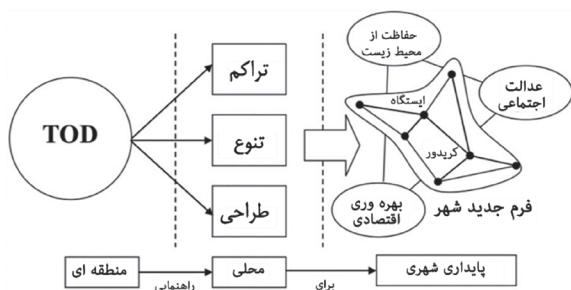 TOD
تراکم
تنوع
طراحی
حفاظت از
محیط زیست
عدالت
اجتماعی
ایستگاه
کریدور
بهره وری
اقتصادی
فرم جدید شهر
منطقه ای
راهنمایی
محلی
برای
پایداری شهری